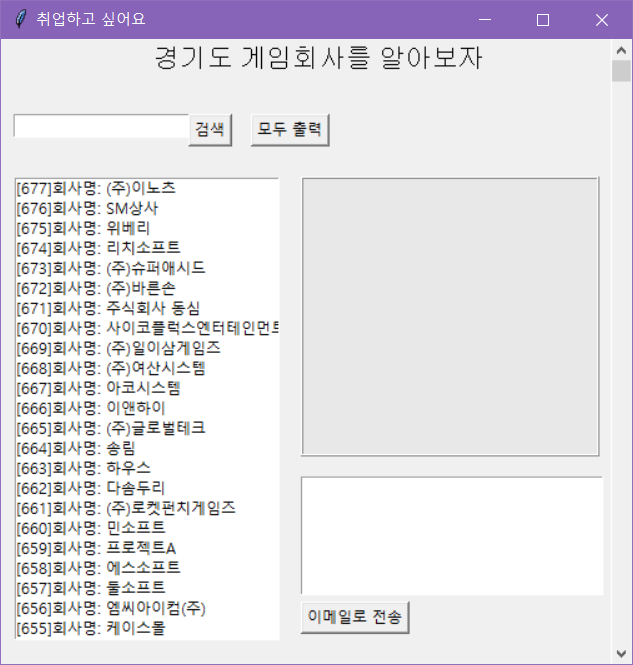 취업하고 싶어요
경기도 게임회사를 알아보자
검색
모두 출력
[677]회사명: (주)이노츠
[676]회사명: SM상사
[675]회사명: 위베리
[674]회사명: 리치소프트
[673]회사명: (주)슈퍼애시드
[672]회사명: (주)바른손
[671]회사명: 주식회사 동심
[670]회사명: 사이코플럭스엔터테인먼트
[669]회사명: (주)일이삼게임즈
[668]회사명: (주)여산시스템
[667]회사명: 아코시스템
[666]회사명: 이앤하이
[665]회사명: (주)글로벌테크
[664]회사명: 송림
[663]회사명: 하우스
[662]회사명: 다솜두리
[661]회사명: (주)로켓펀치게임즈
[660]회사명: 민소프트
[659]회사명: 프로젝트A
[658]회사명: 에스소프트
[657]회사명: 둘소프트
[656]회사명: 엠씨아이컴(주)
[655]회사명: 케이스몰
이메일로 전송